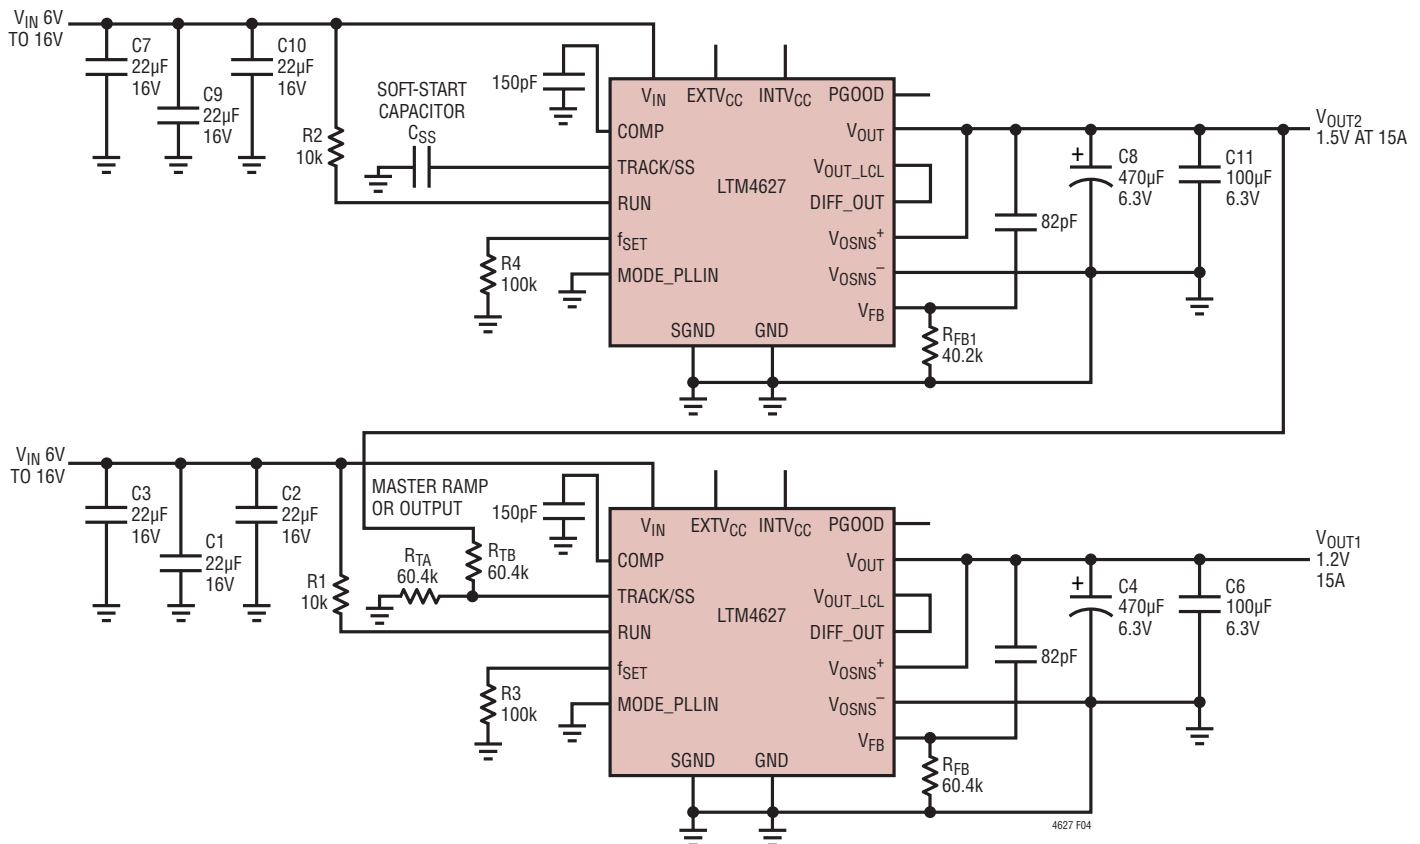 VIN 6V
TO 16V
C7
22µF
16V
C9
22µF
16V
C10
22µF
16V
R2
10k
SOFT-START
CAPACITOR
CSS
150pF
VIN
EXTVCC
INTVCC
PGOOD
COMP
VOUT
TRACK/SS
VOUT_LCL
LTM4627
RUN
DIFF_OUT
fSET
VOSNS+
MODE_PLLIN
VOSNS–
VFB
SGND
GND
R4
100k
RFB1
40.2k
82pF
+
C8
470µF
6.3V
C11
100µF
6.3V
VOUT2
1.5V AT 15A
VIN 6V
TO 16V
C3
22µF
16V
C1
22µF
16V
C2
22µF
16V
R1
10k
MASTER RAMP
OR OUTPUT
RTA
60.4k
RTB
60.4k
150pF
VIN
EXTVCC
INTVCC
PGOOD
COMP
VOUT
TRACK/SS
VOUT_LCL
LTM4627
RUN
DIFF_OUT
fSET
VOSNS+
MODE_PLLIN
VOSNS–
VFB
SGND
GND
R3
100k
RFB
60.4k
82pF
+
C4
470µF
6.3V
C6
100µF
6.3V
VOUT1
1.2V
15A
4627 F04